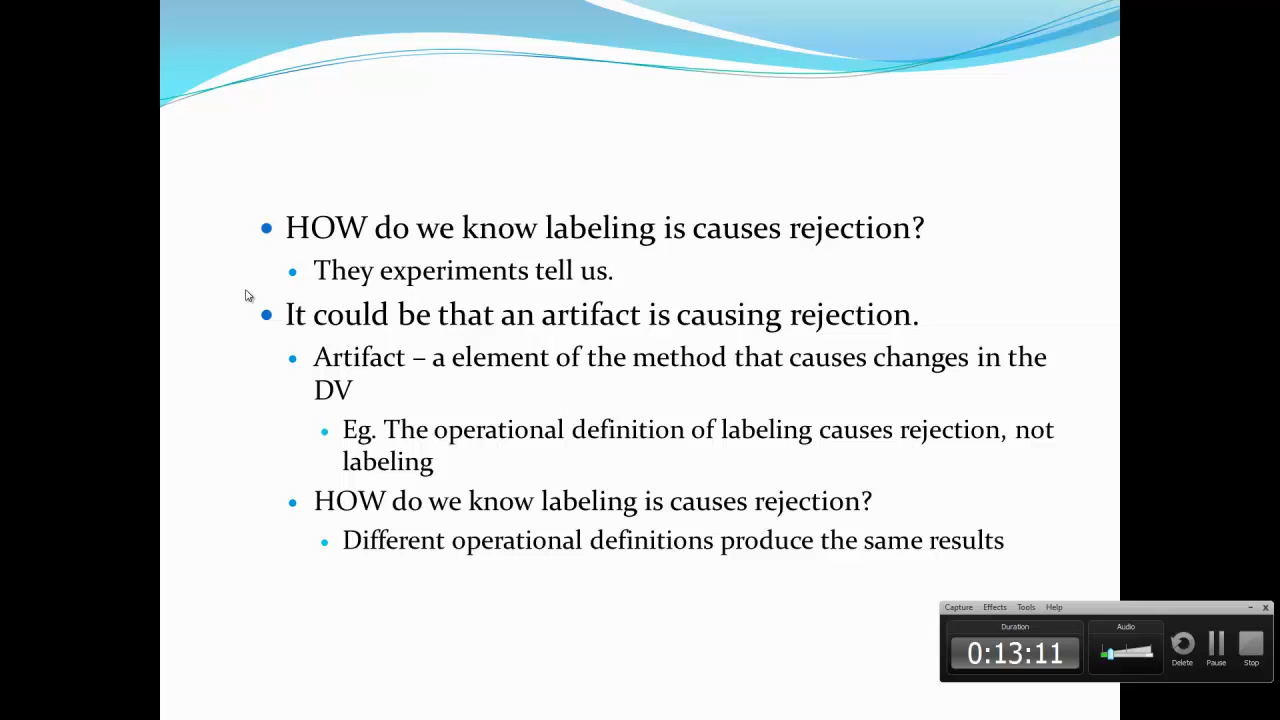 HOW do we know labeling is causes rejection?
They experiments tell us.
It could be that an artifact is causing rejection.
Artifact – a element of the method that causes changes in the
DV
Eg. The operational definition of labeling causes rejection, not
labeling
HOW do we know labeling is causes rejection?
Different operational definitions produce the same results
Capture Effects Tools Help – x
Duration Audio
0:13:11
Delete Pause Stop